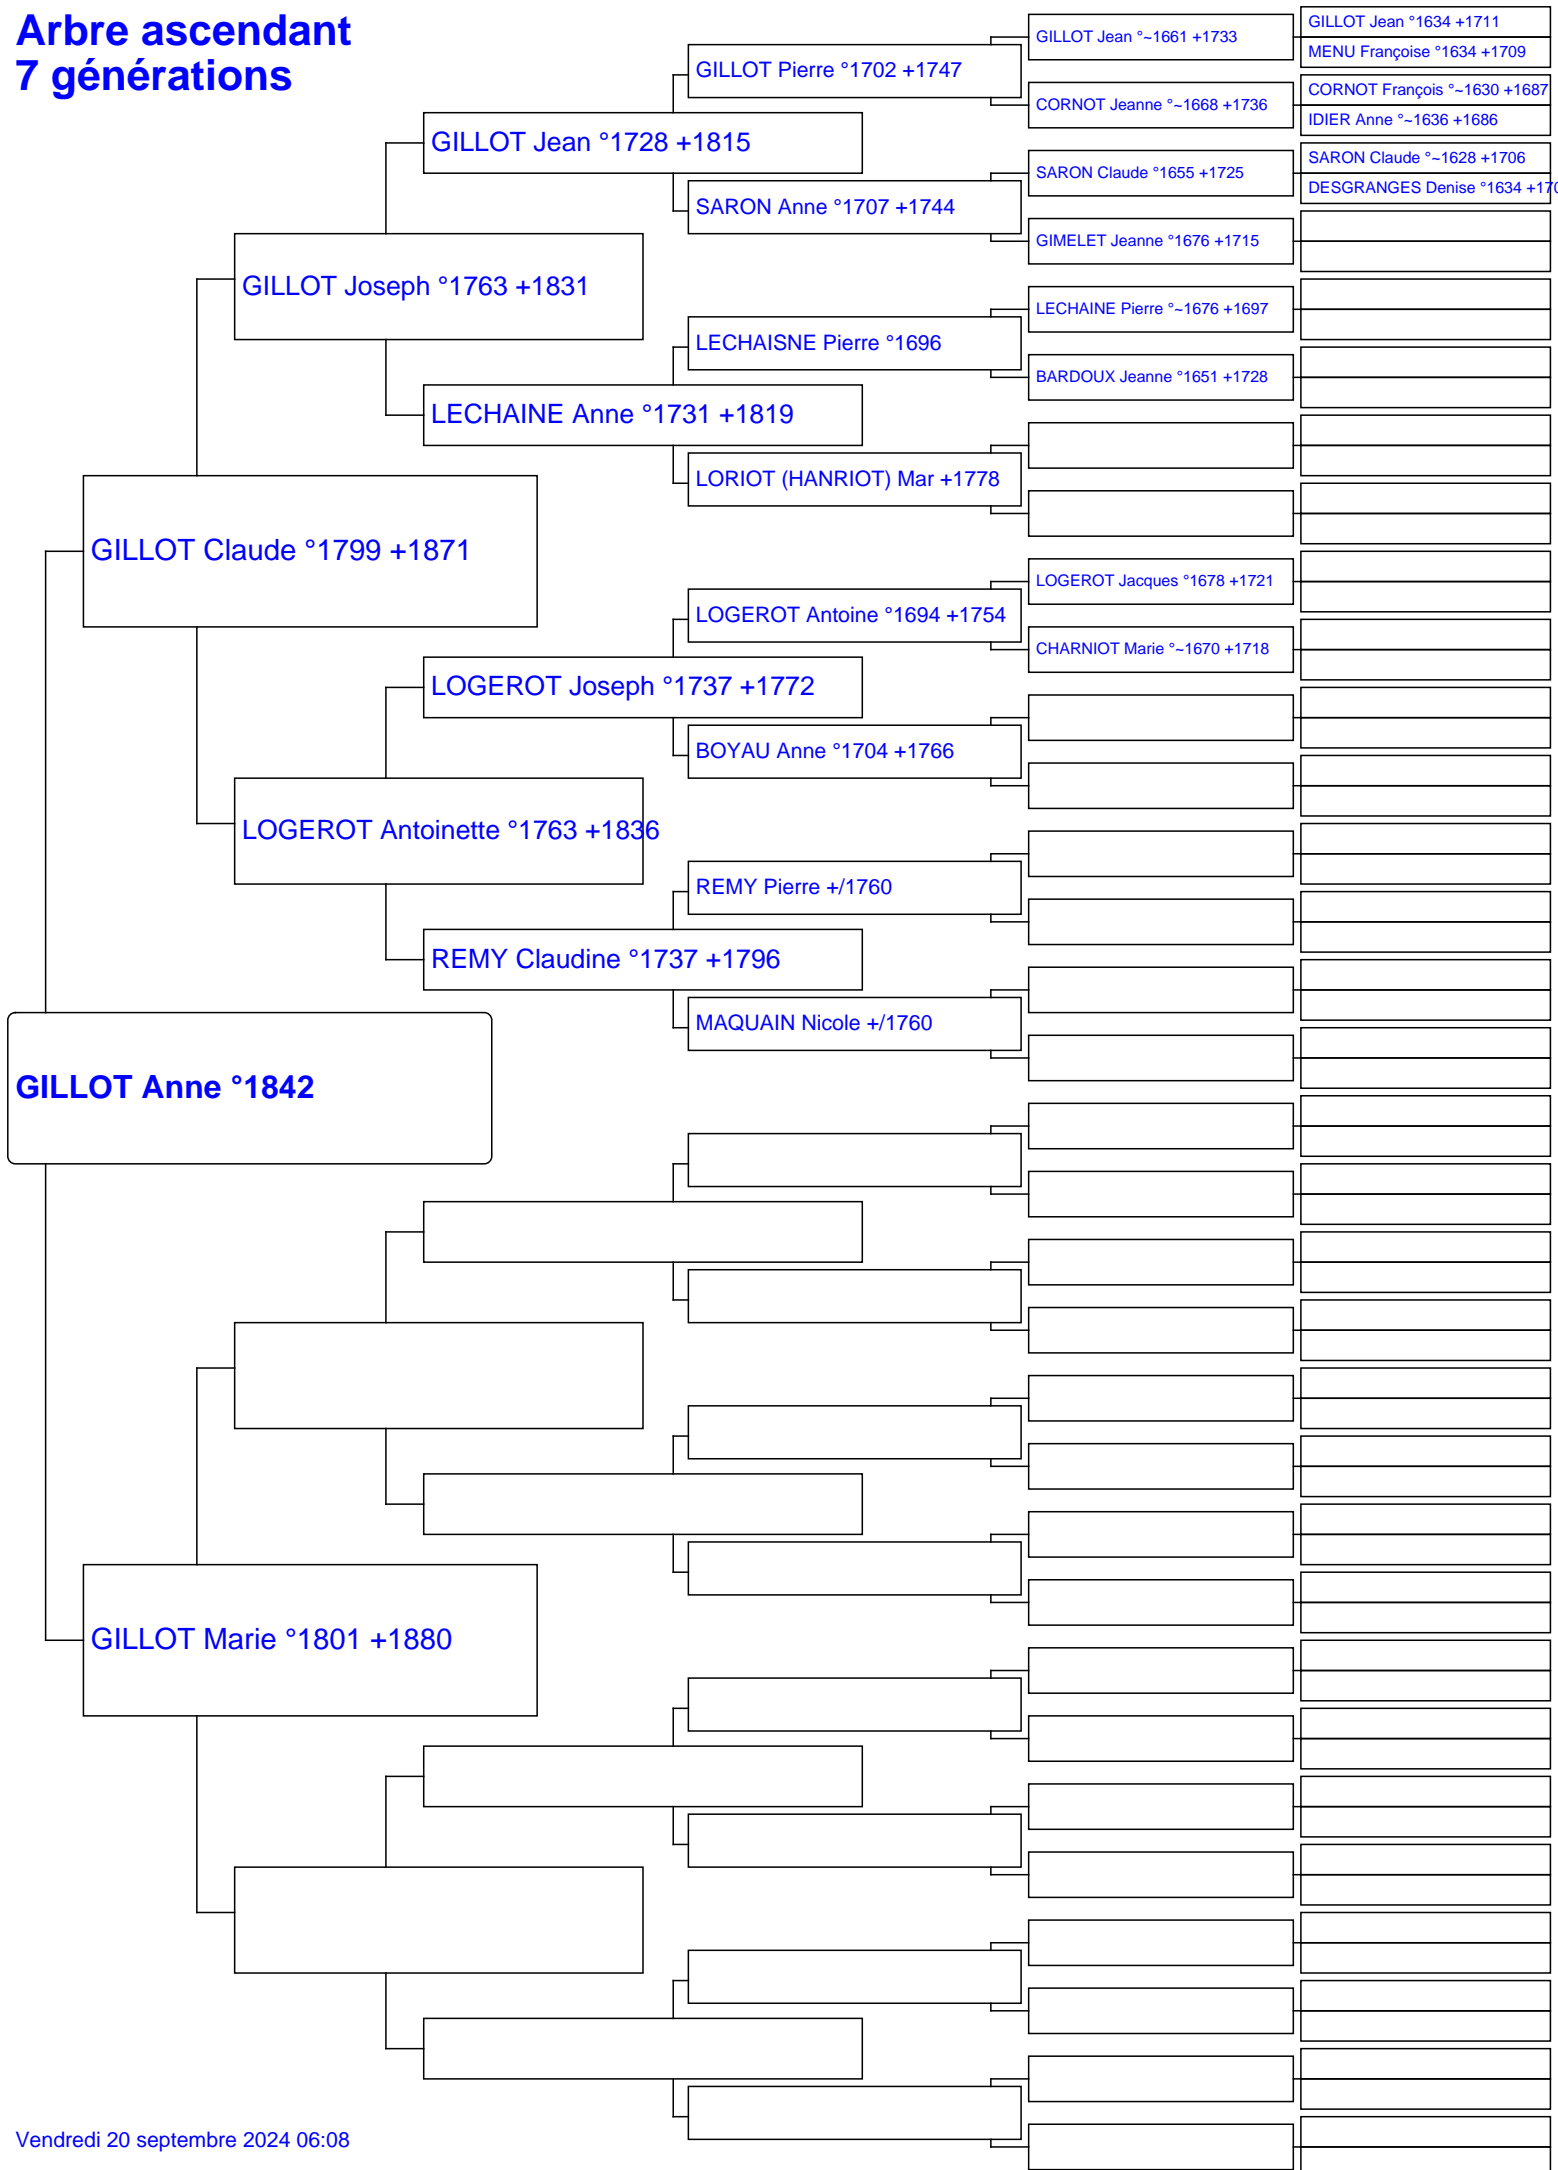 Arbre ascendant
7 générations
GILLOT Jean °1634 +1711
GILLOT Jean °~1661 +1733
MENU Françoise °1634 +1709
GILLOT Pierre °1702 +1747
CORNOT François °~1630 +1687
CORNOT Jeanne °~1668 +1736
IDIER Anne °~1636 +1686
GILLOT Jean °1728 +1815
SARON Claude °~1628 +1706
SARON Claude °1655 +1725
DESGRANGES Denise °1634 +170
SARON Anne °1707 +1744
GIMELET Jeanne °1676 +1715
GILLOT Joseph °1763 +1831
LECHAINE Pierre °~1676 +1697
LECHAISNE Pierre °1696
BARDOUX Jeanne °1651 +1728
LECHAINE Anne °1731 +1819
LORIOT (HANRIOT) Mar +1778
GILLOT Claude °1799 +1871
LOGEROT Jacques °1678 +1721
LOGEROT Antoine °1694 +1754
CHARNIOT Marie °~1670 +1718
LOGEROT Joseph °1737 +1772
BOYAU Anne °1704 +1766
LOGEROT Antoinette °1763 +1836
REMY Pierre +/1760
REMY Claudine °1737 +1796
MAQUAIN Nicole +/1760
GILLOT Anne °1842
GILLOT Marie °1801 +1880
Vendredi 20 septembre 2024 06:08